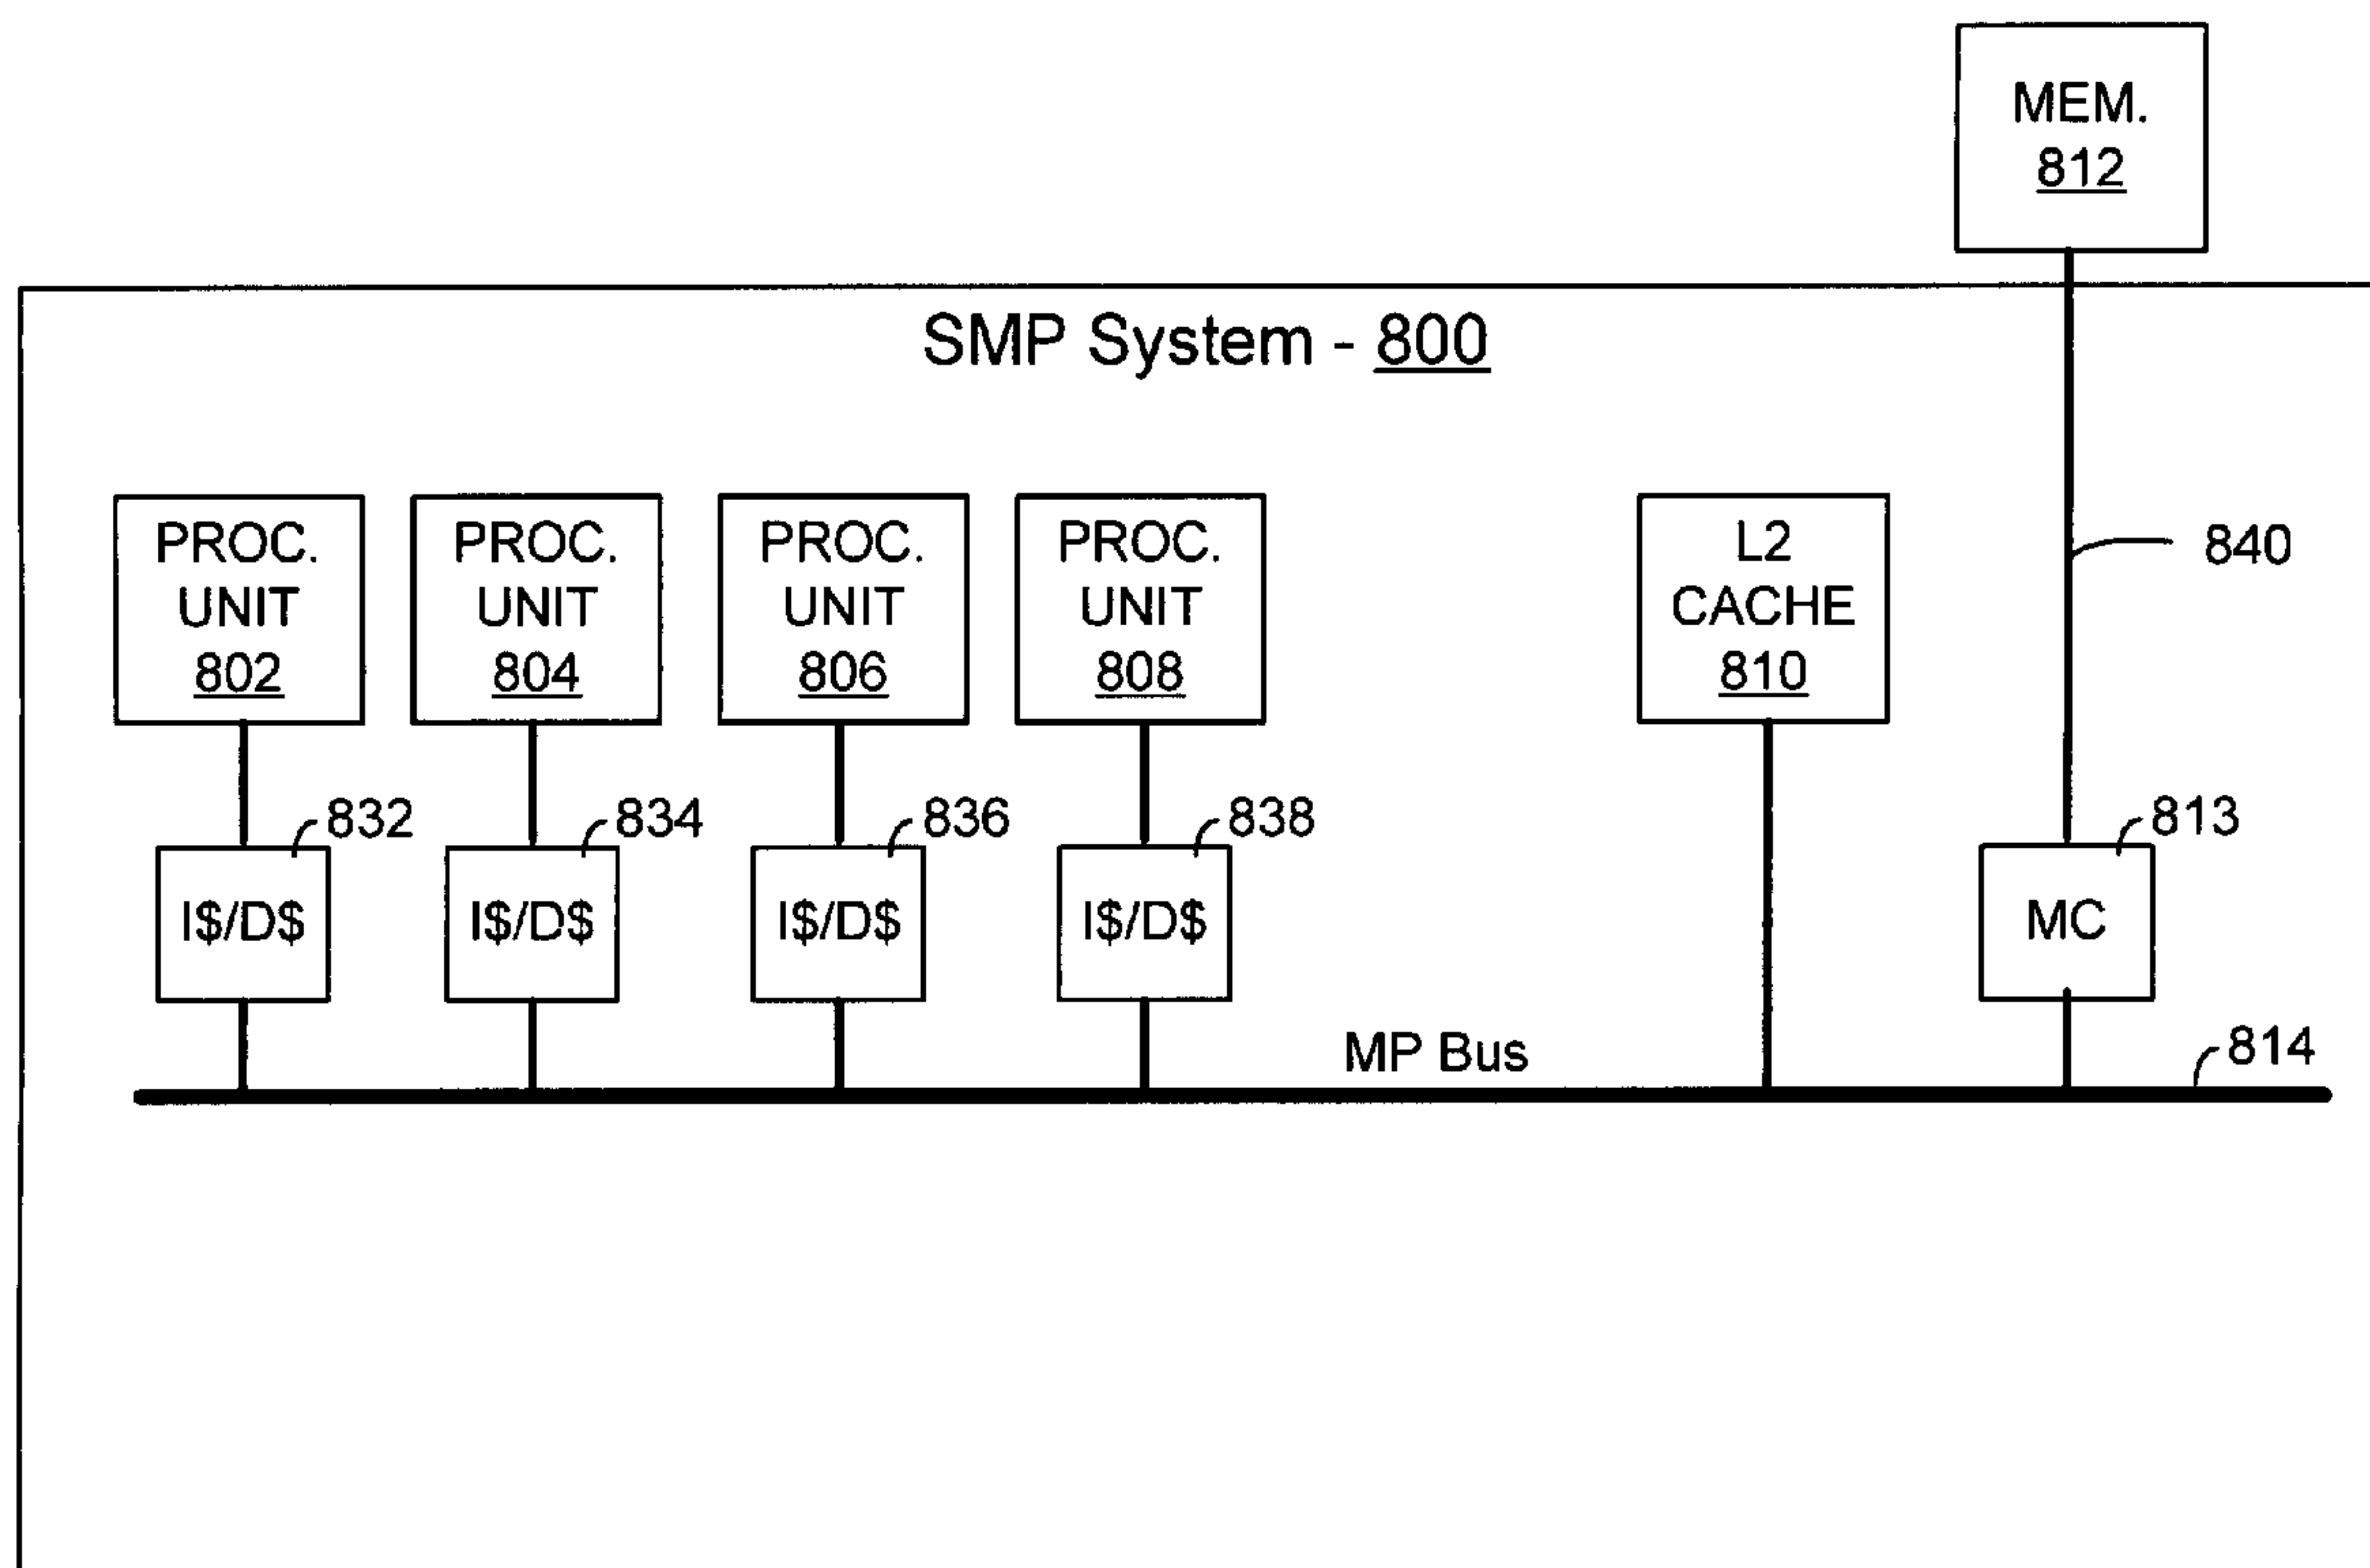 MEM.
812
SMP System - 800
PROC.
UNIT
802
PROC.
UNIT
804
PROC.
UNIT
806
PROC.
UNIT
808
L2
CACHE
810
840
832
834
836
838
813
I$/D$
I$/D$
I$/D$
I$/D$
MC
MP Bus
814